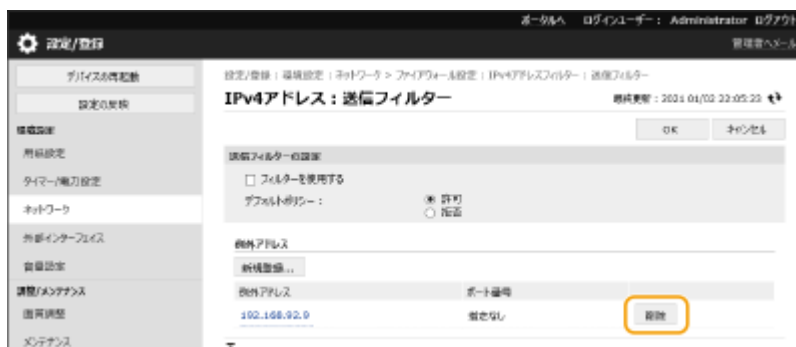 ポータルへ ログインユーザー： Administrator ログアウト
設定/登録
管理者へメール
デバイスの再起動
設定の反映
環境設定
用紙設定
タイマー/電力設定
ネットワーク
外部インターフェイス
音量設定
調整/メンテナンス
画質調整
メンテナンス
設定/登録 : 環境設定 : ネットワーク > ファイアウォール設定 : IPv4アドレスフィルター : 送信フィルター
IPv4アドレス：送信フィルター
最終更新 : 2021 01/02 22:05:22
OK キャンセル
送信フィルターの設定
フィルターを使用する
デフォルトポリシー：
許可
拒否
例外アドレス
新規登録...
例外アドレス ポート番号
192.168.92.9 指定なし 削除